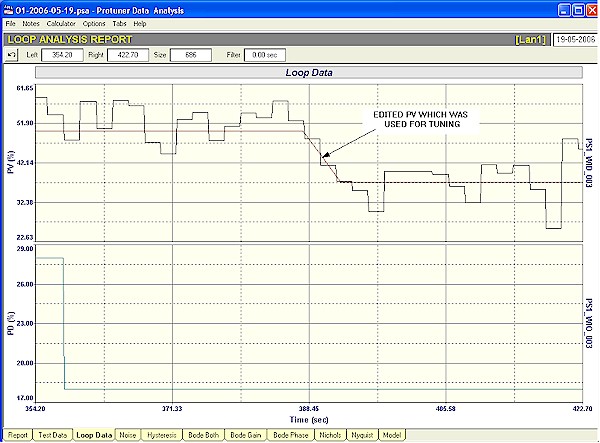 01-2006-05-19.psa - Protuner Data Analysis
File Notes Calculator Options Tabs Help
LOOP ANALYSIS REPORT [Lan1] 19-05-2006
Left 354.20 Right 422.70 Size 686 Filter 0.00 sec
Loop Data
61.65
51.90
42.14
32.38
22.63
PV (%)
EDITED PV WHICH WAS
USED FOR TUNING
29.00
26.00
23.00
20.00
17.00
PD (%)
354.20 371.33 388.45 405.58 422.70
Time (sec)
Report Test Data Loop Data Noise Hysteresis Bode Both Bode Gain Bode Phase Nichols Nyquist Model